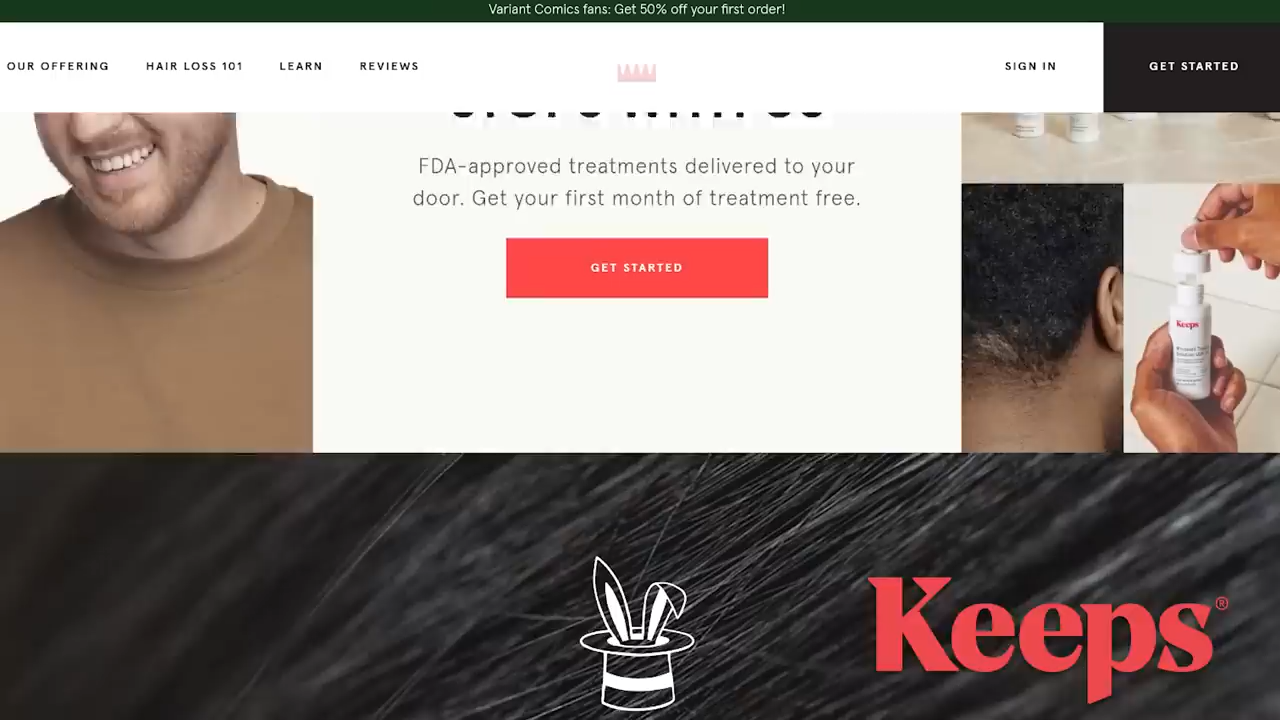 Variant Comics fans: Get 50% off your first order!
OUR OFFERING
HAIR LOSS 101
LEARN
REVIEWS
SIGN IN
GET STARTED
FDA-approved treatments delivered to your
door. Get your first month of treatment free.
GET STARTED
Keeps
Keeps®